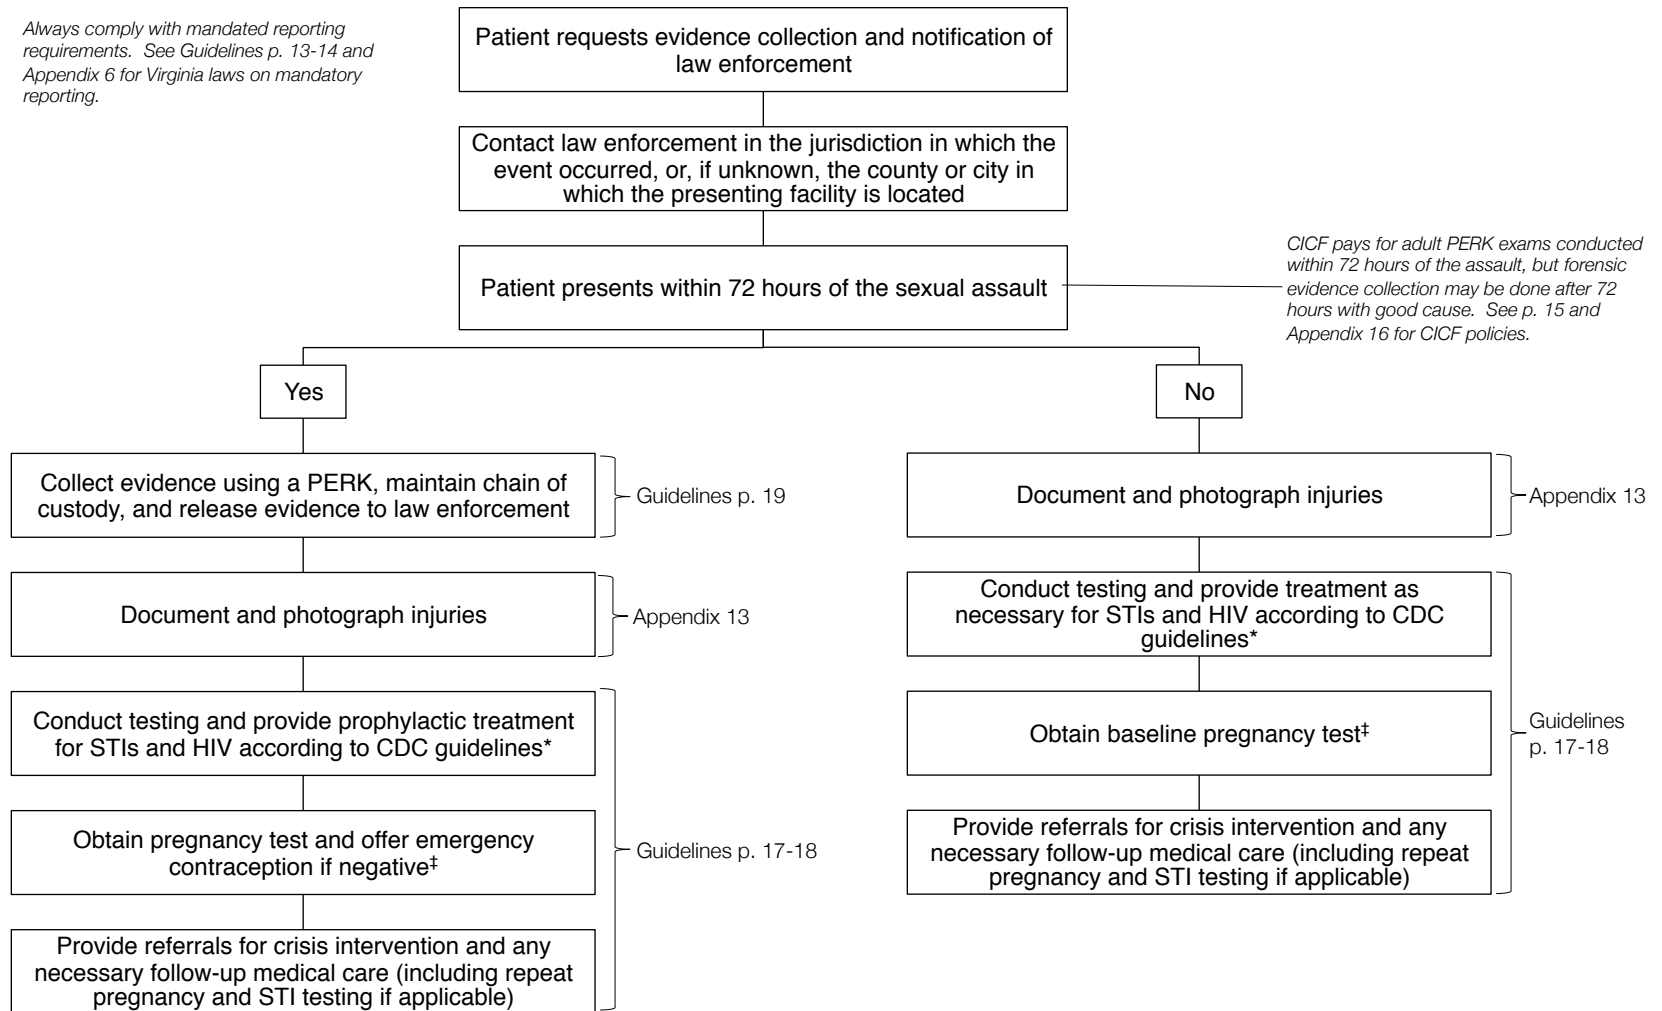 Always comply with mandated reporting
requirements.  See Guidelines p. 13-14 and
Appendix 6 for Virginia laws on mandatory
reporting.
Patient requests evidence collection and notification of
law enforcement
Contact law enforcement in the jurisdiction in which the
event occurred, or, if unknown, the county or city in
which the presenting facility is located
Patient presents within 72 hours of the sexual assault
CICF pays for adult PERK exams conducted
within 72 hours of the assault, but forensic
evidence collection may be done after 72
hours with good cause.  See p. 15 and
Appendix 16 for CICF policies.
Yes
Collect evidence using a PERK, maintain chain of
custody, and release evidence to law enforcement
Guidelines p. 19
Document and photograph injuries
Appendix 13
Conduct testing and provide prophylactic treatment
for STIs and HIV according to CDC guidelines*
Obtain pregnancy test and offer emergency
contraception if negative‡
Provide referrals for crisis intervention and any
necessary follow-up medical care (including repeat
pregnancy and STI testing if applicable)
Guidelines p. 17-18
No
Document and photograph injuries
Appendix 13
Conduct testing and provide treatment as
necessary for STIs and HIV according to CDC
guidelines*
Obtain baseline pregnancy test‡
Provide referrals for crisis intervention and any
necessary follow-up medical care (including repeat
pregnancy and STI testing if applicable)
Guidelines
p. 17-18